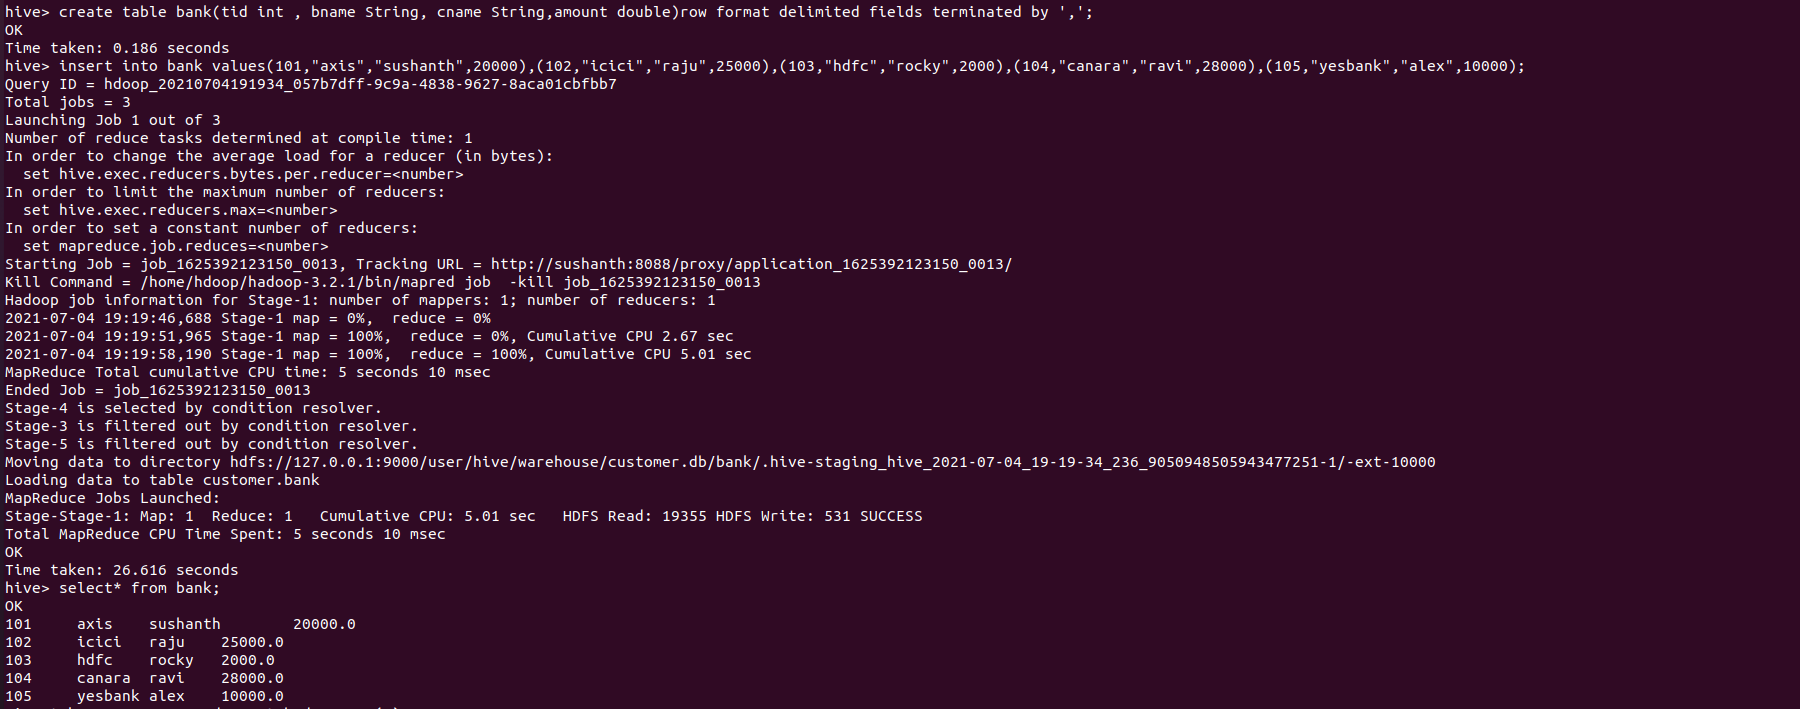 hive> create table bank(tid int , bname String, cname String,amount double)row format delimited fields terminated by ',';
OK
Time taken: 0.186 seconds
hive> insert into bank values(101,"axis","sushanth",20000),(102,"icici","raju",25000),(103,"hdfc","rocky",2000),(104,"canara","ravi",28000),(105,"yesbank","alex",10000);
Query ID = hdoop_20210704191934_057b7dff-9c9a-4838-9627-8aca01cbfbb7
Total jobs = 3
Launching Job 1 out of 3
Number of reduce tasks determined at compile time: 1
In order to change the average load for a reducer (in bytes):
  set hive.exec.reducers.bytes.per.reducer=<number>
In order to limit the maximum number of reducers:
  set hive.exec.reducers.max=<number>
In order to set a constant number of reducers:
  set mapreduce.job.reduces=<number>
Starting Job = job_1625392123150_0013, Tracking URL = http://sushanth:8088/proxy/application_1625392123150_0013/
Kill Command = /home/hdoop/hadoop-3.2.1/bin/mapred job  -kill job_1625392123150_0013
Hadoop job information for Stage-1: number of mappers: 1; number of reducers: 1
2021-07-04 19:19:46,688 Stage-1 map = 0%,  reduce = 0%
2021-07-04 19:19:51,965 Stage-1 map = 100%,  reduce = 0%, Cumulative CPU 2.67 sec
2021-07-04 19:19:58,190 Stage-1 map = 100%,  reduce = 100%, Cumulative CPU 5.01 sec
MapReduce Total cumulative CPU time: 5 seconds 10 msec
Ended Job = job_1625392123150_0013
Stage-4 is selected by condition resolver.
Stage-3 is filtered out by condition resolver.
Stage-5 is filtered out by condition resolver.
Moving data to directory hdfs://127.0.0.1:9000/user/hive/warehouse/customer.db/bank/.hive-staging_hive_2021-07-04_19-19-34_236_9050948505943477251-1/-ext-10000
Loading data to table customer.bank
MapReduce Jobs Launched:
Stage-Stage-1: Map: 1  Reduce: 1   Cumulative CPU: 5.01 sec   HDFS Read: 19355 HDFS Write: 531 SUCCESS
Total MapReduce CPU Time Spent: 5 seconds 10 msec
OK
Time taken: 26.616 seconds
hive> select* from bank;
OK
101     axis    sushanth        20000.0
102     icici   raju    25000.0
103     hdfc    rocky   2000.0
104     canara  ravi    28000.0
105     yesbank alex    10000.0